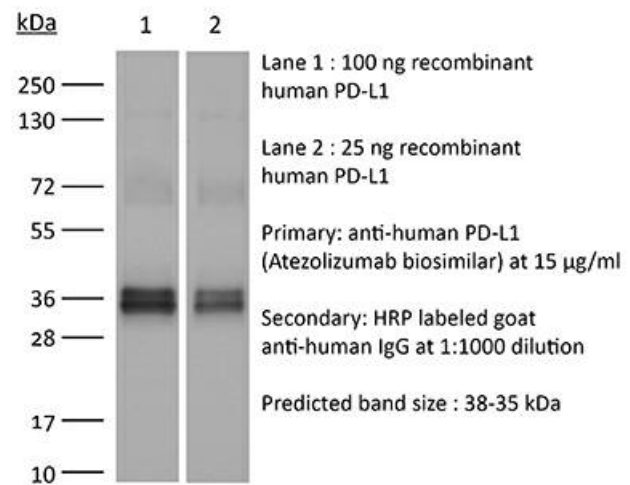 kDa 1 2
250
130
72
55
36
28
17
10
Lane 1 : 100 ng recombinant
human PD-L1
Lane 2 : 25 ng recombinant
human PD-L1
Primary: anti-human PD-L1
(Atezolizumab biosimilar) at 15 µg/ml
Secondary: HRP labeled goat
anti-human IgG at 1:1000 dilution
Predicted band size : 38-35 kDa